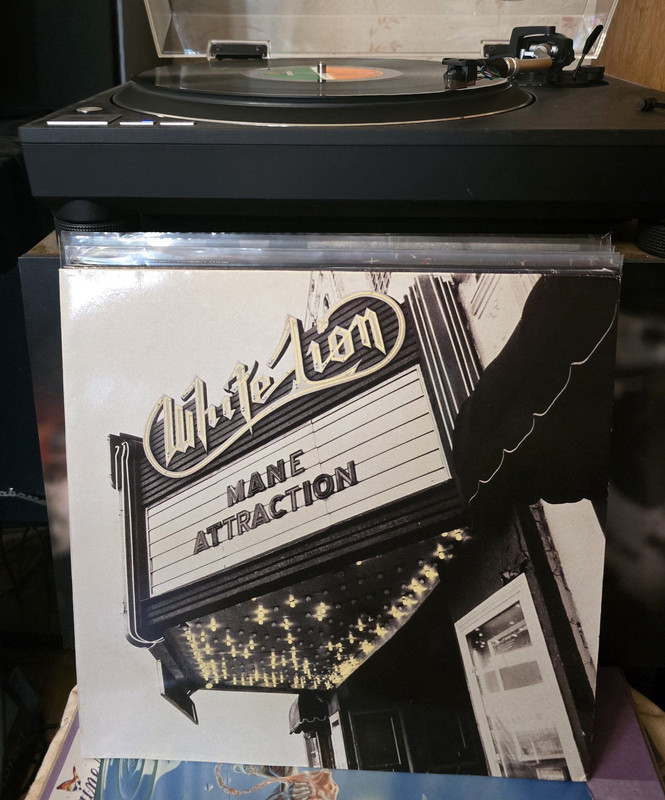 White Lion
MANE
ATTRACTION